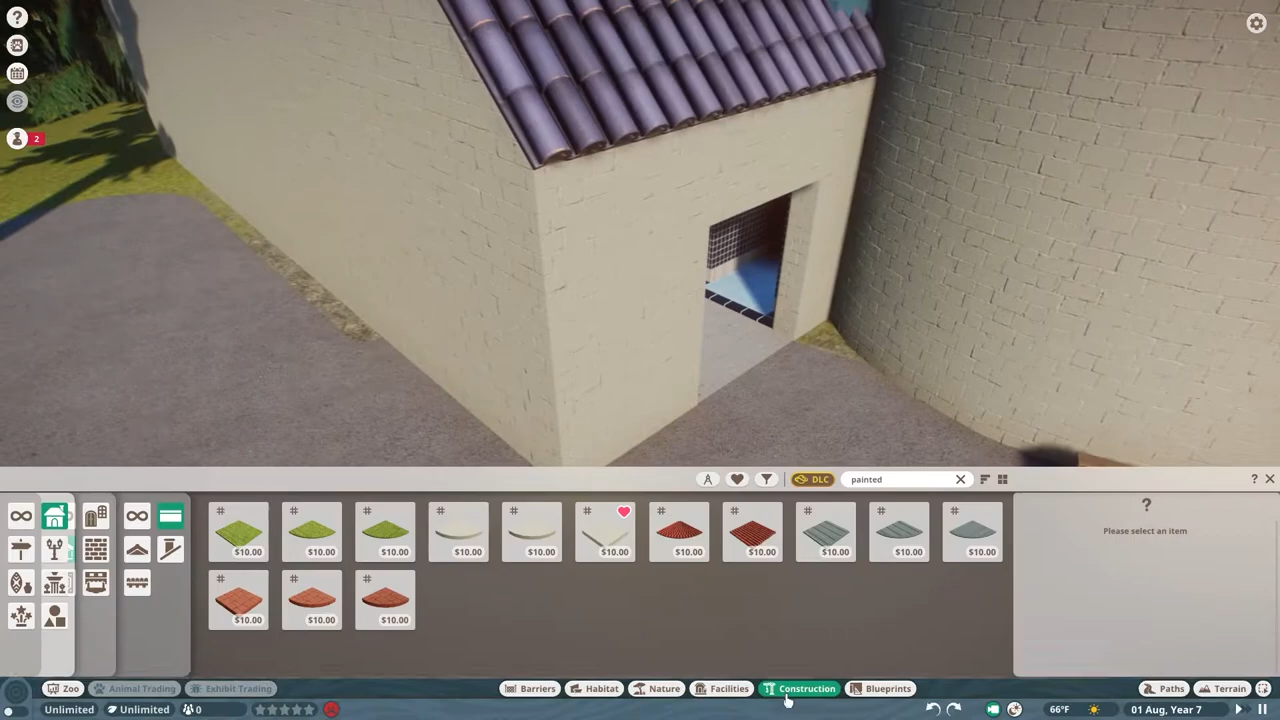 ?
2
DLC
painted
?
$10.00
$10.00
$10.00
$10.00
$10.00
$10.00
$10.00
$10.00
$10.00
$10.00
$10.00
?
Please select an item
$10.00
$10.00
$10.00
Zoo
Animal Trading
Exhibit Trading
Barriers
Habitat
Nature
Facilities
Construction
Blueprints
Paths
Terrain
Unlimited
Unlimited
0
66°F
01 Aug, Year 7